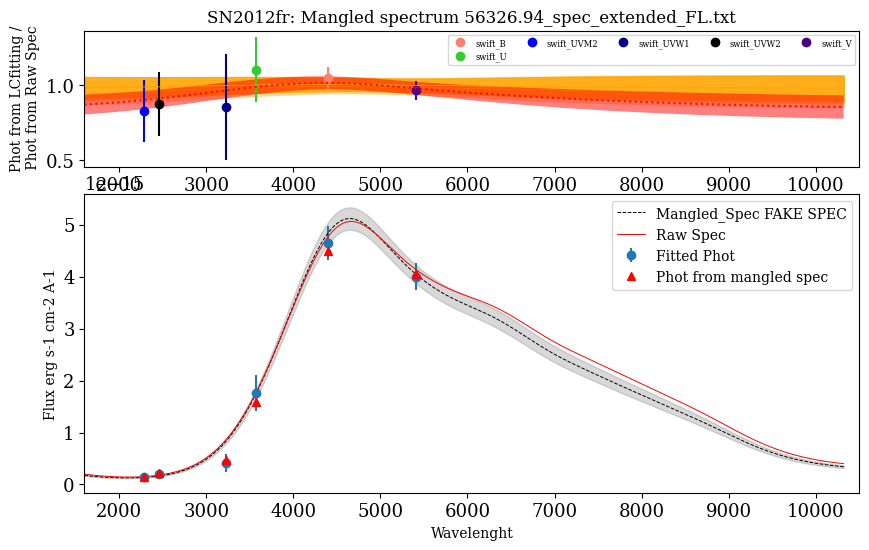 SN2012fr: Mangled spectrum 56326.94_spec_extended_FL.txt
Phot from LCfitting /
Phot from Raw Spec
swift_B
swift_UVM2
swift_UVW1
swift_UVW2
swift_V
swift_U
1.0
0.5
2000 3000 4000 5000 6000 7000 8000 9000 10000
1e−15
Flux erg s-1 cm-2 A-1
Mangled_Spec FAKE SPEC
Raw Spec
Fitted Phot
Phot from mangled spec
5
4
3
2
1
0
2000 3000 4000 5000 6000 7000 8000 9000 10000
Wavelenght